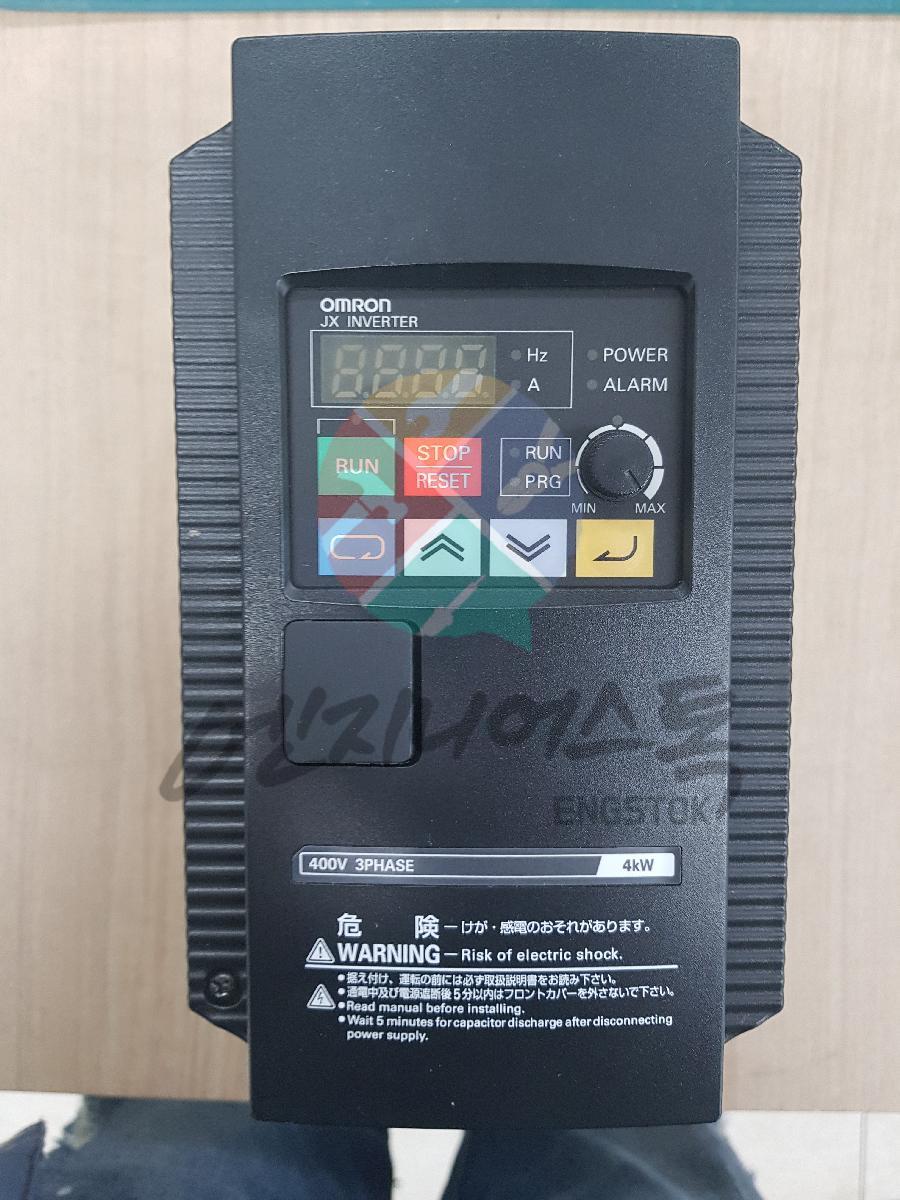 OMRON
JX INVERTER
8.8.8.8.
Hz
A
POWER
ALARM
RUN
STOP
RESET
RUN
PRG
MIN
MAX
엔지니어스톡
ENGSTOK
400V 3PHASE
4kW
危 険 ー けが・感電のおそれがあります。
WARNING – Risk of electric shock.
●据え付け、運転の前には必ず取扱説明書をお読み下さい。
●通電中及び電源遮断後5分以内はフロントカバーを外さないで下さい。
●Read manual before installing.
●Wait 5 minutes for capacitor discharge after disconnecting
power supply.